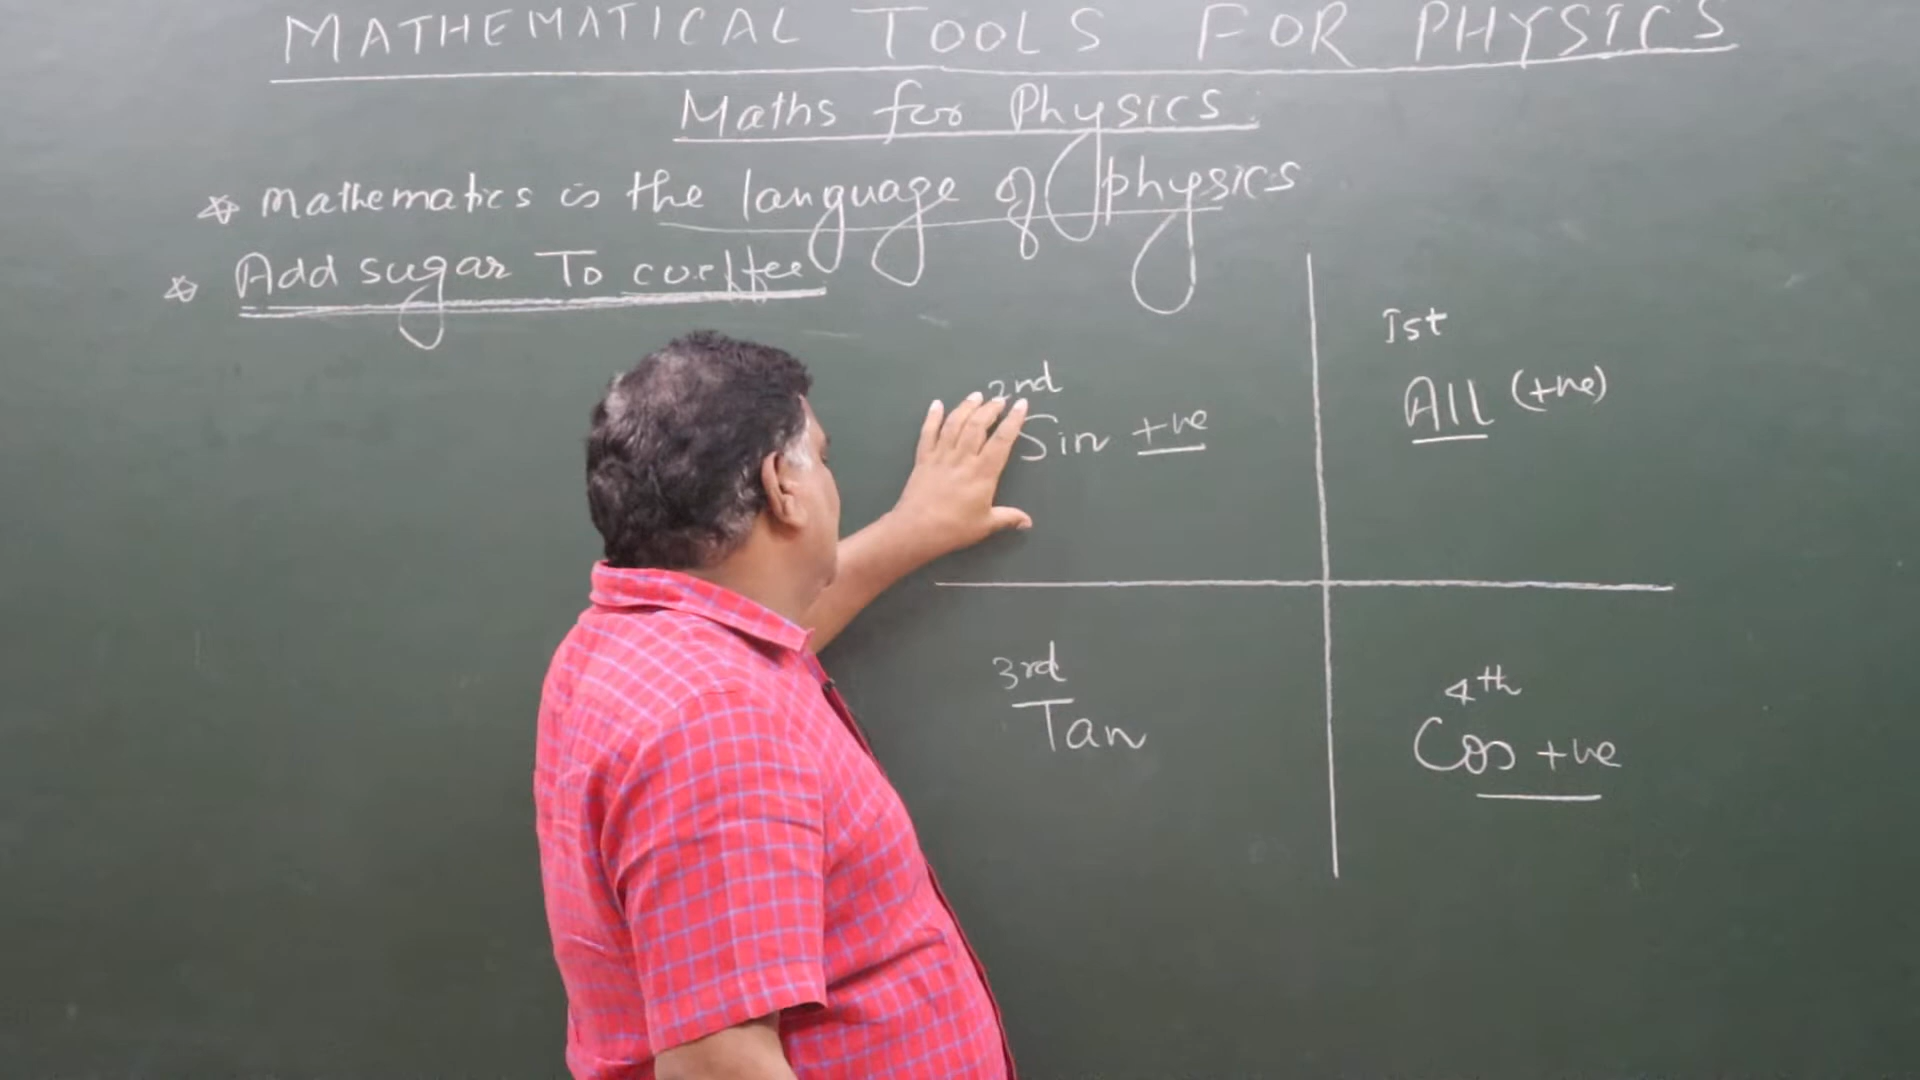 MATHEMATICAL TOOLS FOR PHYSICS
Maths for Physics.
Mathematics is the language of physics
Add sugar To coffee
Ist
All (+ve)
2nd
Sin +ve
3rd
Tan
4th
Cos +ve